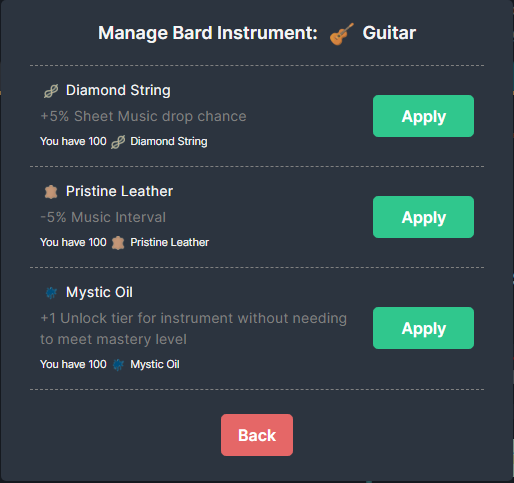 Manage Bard Instrument: Guitar
Diamond String
+5% Sheet Music drop chance
You have 100 Diamond String
Apply
Pristine Leather
-5% Music Interval
You have 100 Pristine Leather
Apply
Mystic Oil
+1 Unlock tier for instrument without needing
to meet mastery level
You have 100 Mystic Oil
Apply
Back